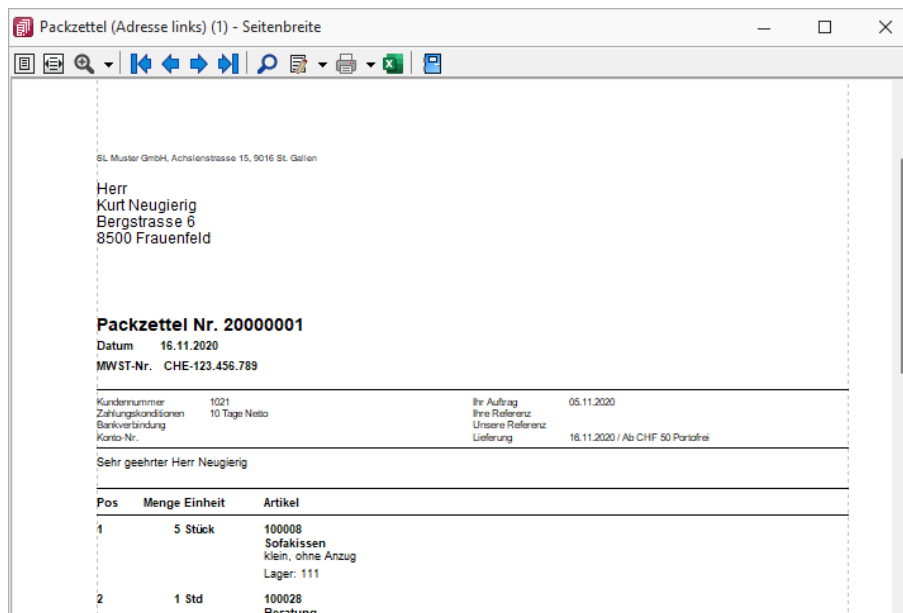 Packzettel (Adresse links) (1) - Seitenbreite
SL Muster GmbH, Achslenstrasse 15, 9016 St. Gallen
Herr
Kurt Neugierig
Bergstrasse 6
8500 Frauenfeld
Packzettel Nr. 20000001
Datum 16.11.2020
MWST-Nr. CHE-123.456.789
Kundennummer 1021 Ihr Auftrag 05.11.2020
Zahlungskonditionen 10 Tage Netto Ihre Referenz
Bankverbindung Unsere Referenz
Konto-Nr. Lieferung 16.11.2020 / Ab CHF 50 Portofrei
Sehr geehrter Herr Neugierig
Pos Menge Einheit Artikel
1 5 Stück 100008
Sofakissen
klein, ohne Anzug
Lager: 111
2 1 Std 100028
Beratung